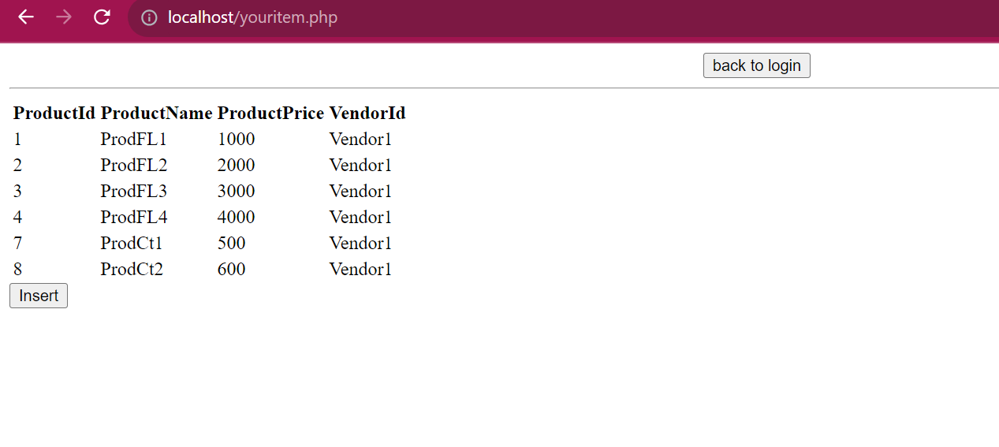 localhost/youritem.php
back to login
ProductId ProductName ProductPrice VendorId
1 ProdFL1 1000 Vendor1
2 ProdFL2 2000 Vendor1
3 ProdFL3 3000 Vendor1
4 ProdFL4 4000 Vendor1
7 ProdCt1 500 Vendor1
8 ProdCt2 600 Vendor1
Insert